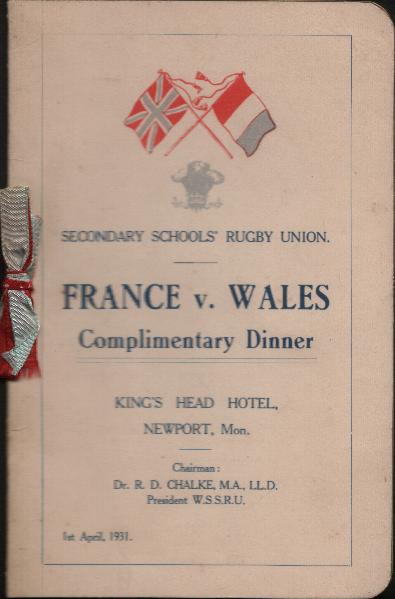 SECONDARY SCHOOLS' RUGBY UNION.
FRANCE v. WALES
Complimentary Dinner
KING'S HEAD HOTEL,
NEWPORT, Mon.
Chairman:
Dr. R. D. CHALKE, M.A., LL.D.
President W.S.S.R.U.
1st April, 1931.